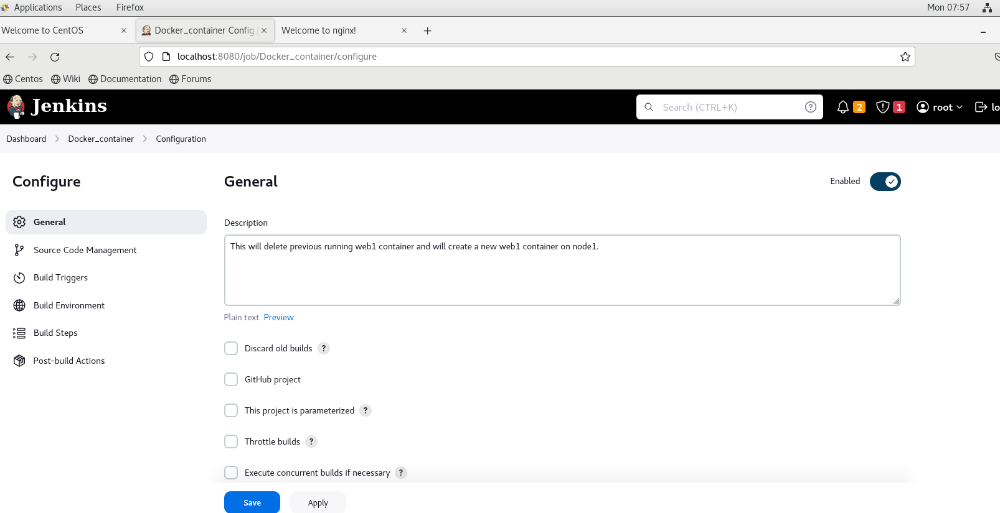 Applications Places Firefox Mon 07:57
Welcome to CentOS Docker_container Config Welcome to nginx!
localhost:8080/job/Docker_container/configure
Centos Wiki Documentation Forums
Jenkins Search (CTRL+K) ? 2 1 root lo
Dashboard Docker_container Configuration
Configure
General
Source Code Management
Build Triggers
Build Environment
Build Steps
Post-build Actions
General Enabled
Description
This will delete previous running web1 container and will create a new web1 container on node1.
Plain text Preview
Discard old builds ?
GitHub project
This project is parameterized ?
Throttle builds ?
Execute concurrent builds if necessary ?
Save Apply